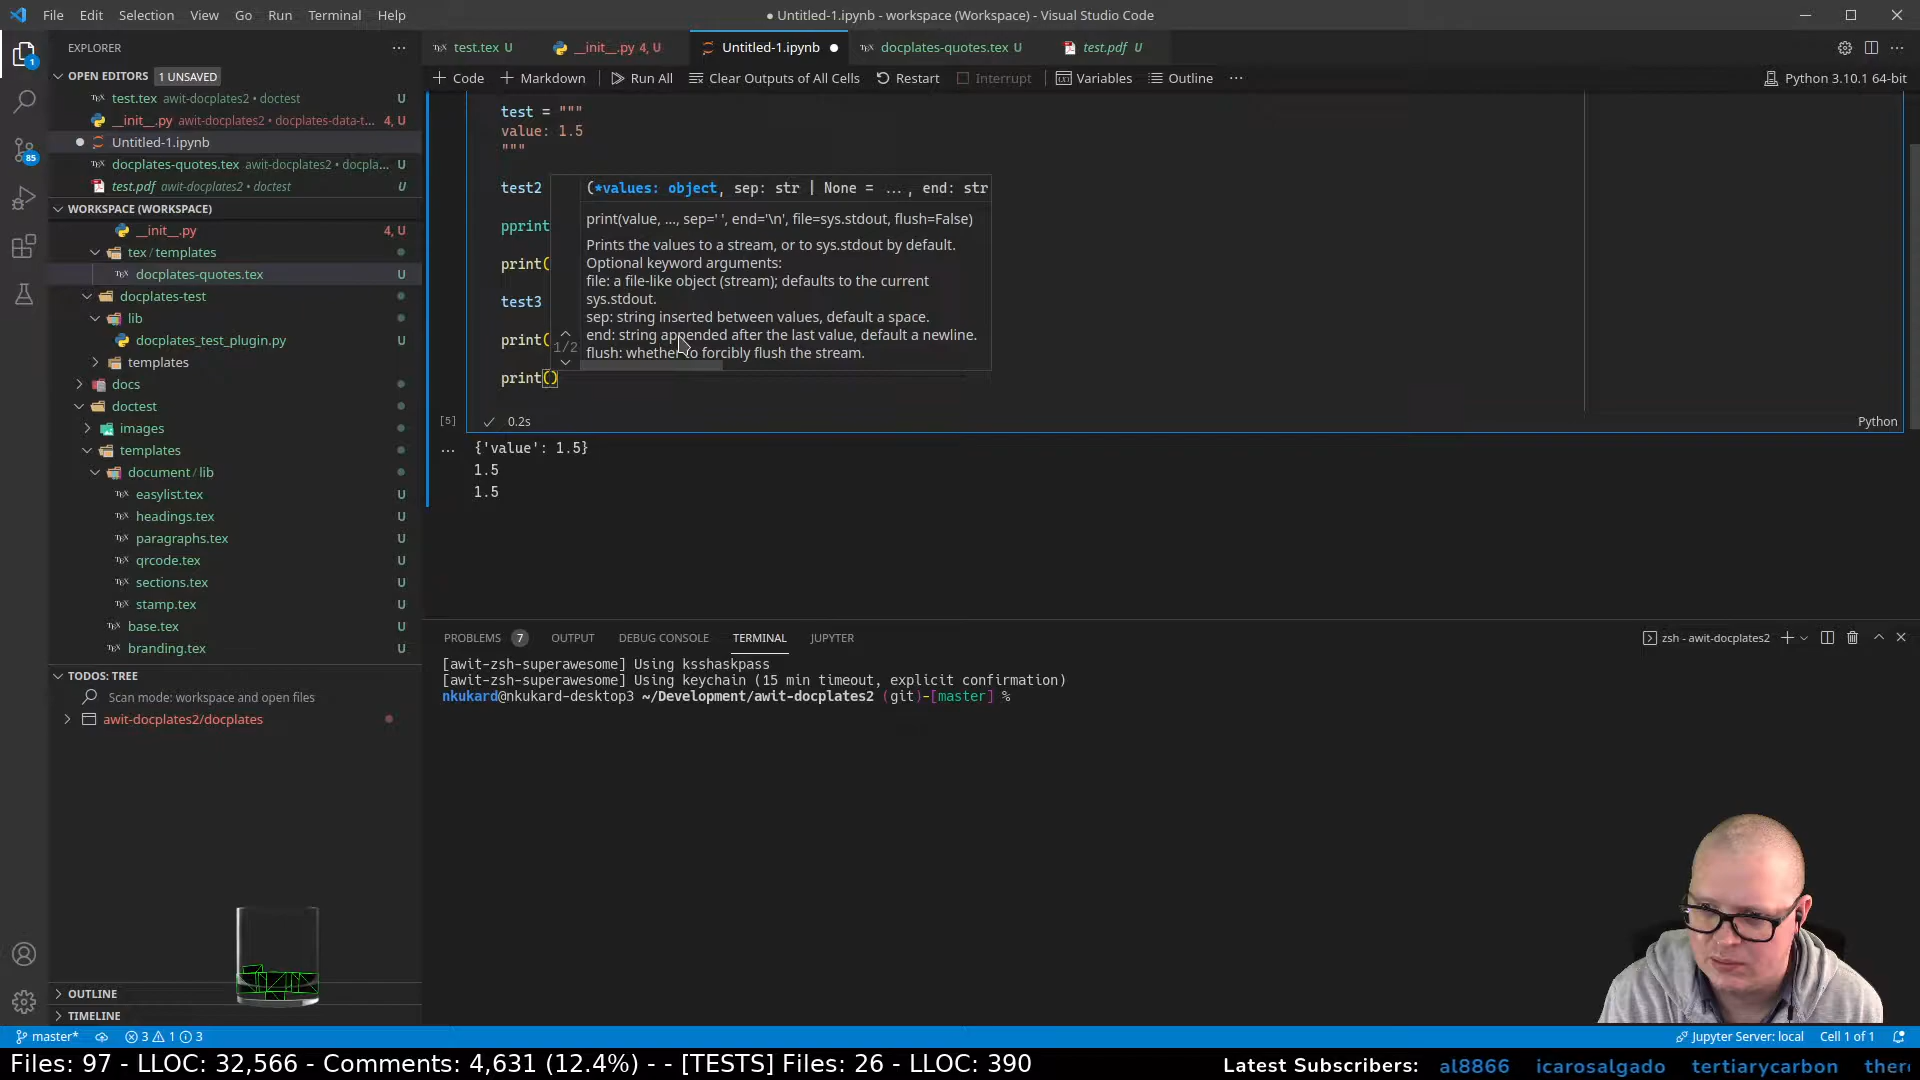 File Edit Selection View Go Run Terminal Help
● Untitled-1.ipynb - workspace (Workspace) - Visual Studio Code
EXPLORER
OPEN EDITORS 1 UNSAVED
test.tex awit-docplates2 • doctest U
__init__.py awit-docplates2 • docplates-data-t... 4, U
Untitled-1.ipynb
docplates-quotes.tex awit-docplates2 • docpla... U
test.pdf awit-docplates2 • doctest U
WORKSPACE (WORKSPACE)
__init__.py 4, U
tex / templates
docplates-quotes.tex U
docplates-test
lib
docplates_test_plugin.py U
templates
docs
doctest
images
templates
document / lib
easylist.tex U
headings.tex U
paragraphs.tex U
qrcode.tex U
sections.tex U
stamp.tex U
base.tex U
branding.tex U
TODOS: TREE
Scan mode: workspace and open files
awit-docplates2/docplates
OUTLINE
TIMELINE
test.tex U __init__.py 4, U Untitled-1.ipynb docplates-quotes.tex U test.pdf U
Code Markdown Run All Clear Outputs of All Cells Restart Interrupt Variables Outline Python 3.10.1 64-bit
test = """
value: 1.5
"""
test2
pprint
print(
test3
print(
print()
(*values: object, sep: str | None = ..., end: str
print(value, ..., sep=' ', end='\n', file=sys.stdout, flush=False)
Prints the values to a stream, or to sys.stdout by default.
Optional keyword arguments:
file: a file-like object (stream); defaults to the current
sys.stdout.
sep: string inserted between values, default a space.
end: string appended after the last value, default a newline.
flush: whether to forcibly flush the stream.
1/2
[5] 0.2s Python
{'value': 1.5}
1.5
1.5
PROBLEMS 7 OUTPUT DEBUG CONSOLE TERMINAL JUPYTER zsh - awit-docplates2
[awit-zsh-superawesome] Using ksshaskpass
[awit-zsh-superawesome] Using keychain (15 min timeout, explicit confirmation)
nkukard@nkukard-desktop3 ~/Development/awit-docplates2 (git)-[master] %
1
85
master* 3 1 3 Jupyter Server: local Cell 1 of 1
Files: 97 - LLOC: 32,566 - Comments: 4,631 (12.4%) - - [TESTS] Files: 26 - LLOC: 390 Latest Subscribers: al8866 icarosalgado tertiarycarbon ther